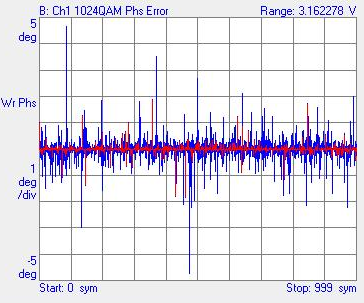 B: Ch1 1024QAM Phs Error Range: 3.162278 V
5
deg
Wr Phs
1
deg
/div
-5
deg
Start: 0 sym Stop: 999 sym